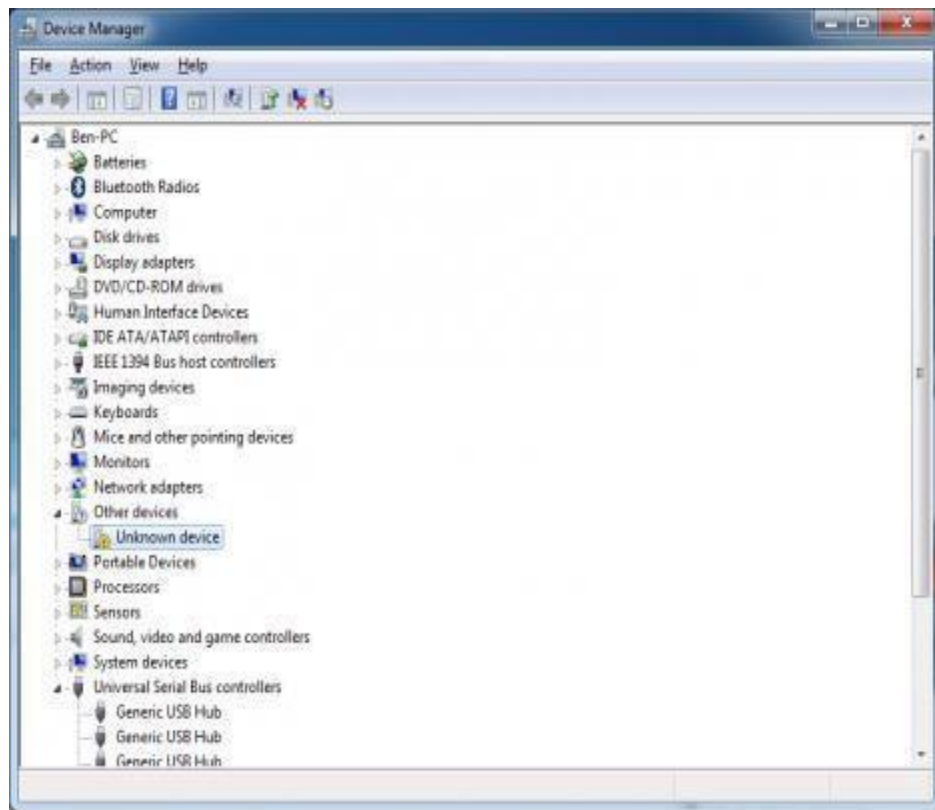 Device Manager
File Action View Help
Ben-PC
Batteries
Bluetooth Radios
Computer
Disk drives
Display adapters
DVD/CD-ROM drives
Human Interface Devices
IDE ATA/ATAPI controllers
IEEE 1394 Bus host controllers
Imaging devices
Keyboards
Mice and other pointing devices
Monitors
Network adapters
Other devices
Unknown device
Portable Devices
Processors
Sensors
Sound, video and game controllers
System devices
Universal Serial Bus controllers
Generic USB Hub
Generic USB Hub
Generic USB Hub